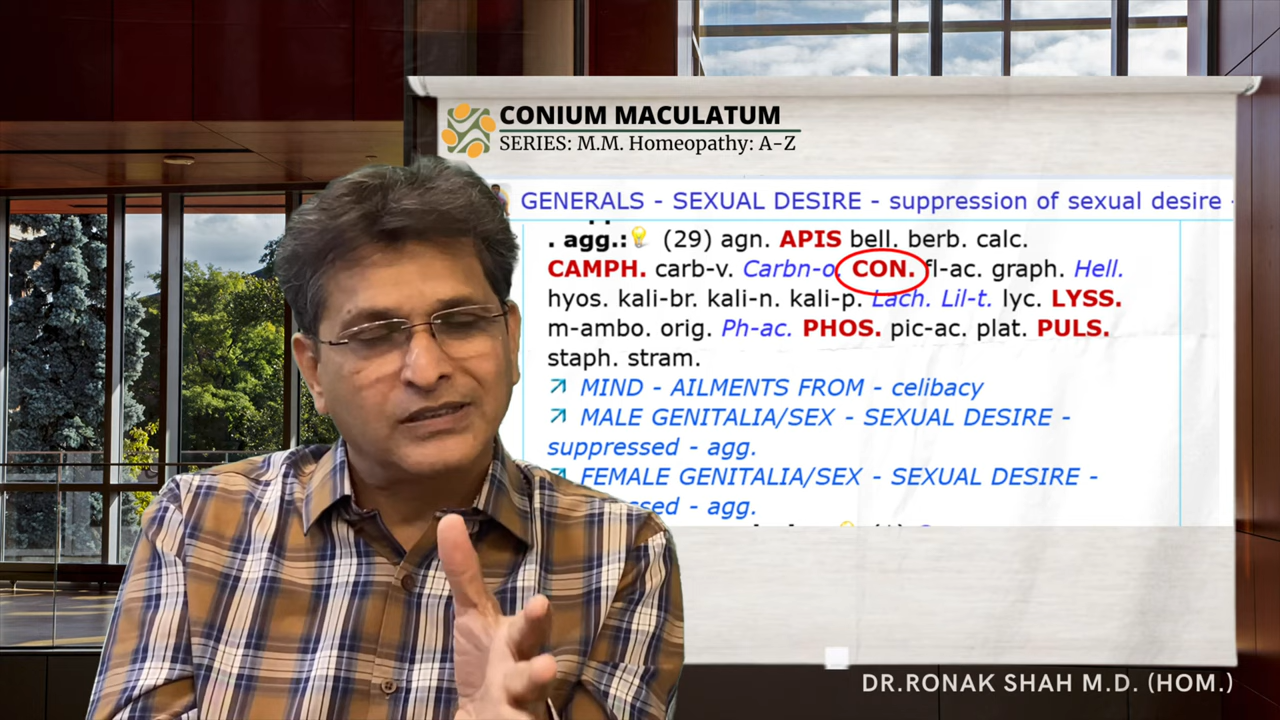 CONIUM MACULATUM
SERIES: M.M. Homeopathy: A-Z
GENERALS - SEXUAL DESIRE - suppression of sexual desire -
. agg.: (29) agn. APIS bell. berb. calc.
CAMPH. carb-v. Carbn-o. CON. fl-ac. graph. Hell.
hyos. kali-br. kali-n. kali-p. Lach. Lil-t. lyc. LYSS.
m-ambo. orig. Ph-ac. PHOS. pic-ac. plat. PULS.
staph. stram.
MIND - AILMENTS FROM - celibacy
MALE GENITALIA/SEX - SEXUAL DESIRE -
suppressed - agg.
FEMALE GENITALIA/SEX - SEXUAL DESIRE -
sed - agg.
DR.RONAK SHAH M.D. (HOM.)